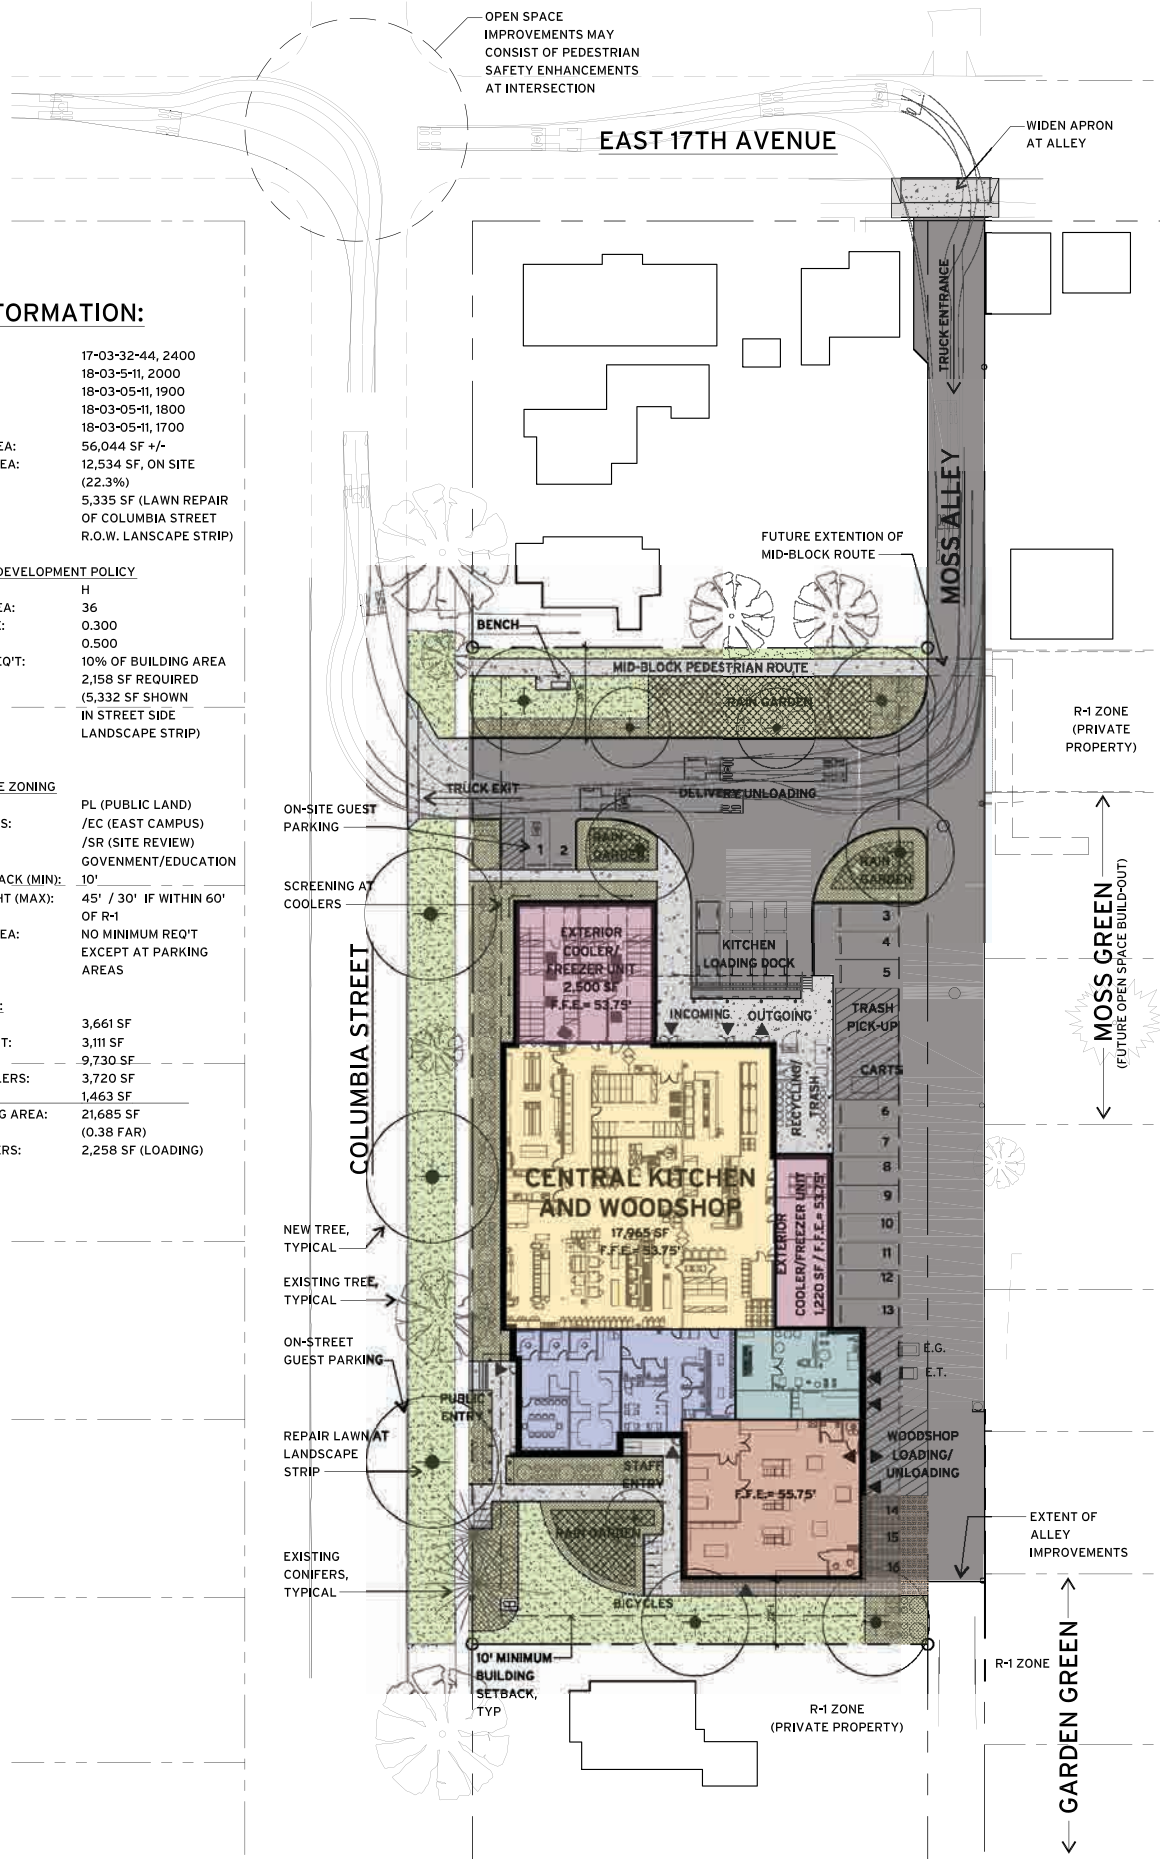 OPEN SPACE
IMPROVEMENTS MAY
CONSIST OF PEDESTRIAN
SAFETY ENHANCEMENTS
AT INTERSECTION
EAST 17TH AVENUE
WIDEN APRON
AT ALLEY
TRUCK ENTRANCE
MOSS ALLEY
FORMATION:
17-03-32-44, 2400
18-03-5-11, 2000
18-03-05-11, 1900
18-03-05-11, 1800
18-03-05-11, 1700
EA: 56,044 SF +/-
EA: 12,534 SF, ON SITE
(22.3%)
5,335 SF (LAWN REPAIR
OF COLUMBIA STREET
R.O.W. LANSCAPE STRIP)
DEVELOPMENT POLICY
H
EA: 36
: 0.300
0.500
EQ'T: 10% OF BUILDING AREA
2,158 SF REQUIRED
(5,332 SF SHOWN
IN STREET SIDE
LANDSCAPE STRIP)
E ZONING
PL (PUBLIC LAND)
S: /EC (EAST CAMPUS)
/SR (SITE REVIEW)
GOVENMENT/EDUCATION
ACK (MIN): 10'
HT (MAX): 45' / 30' IF WITHIN 60'
OF R-1
EA: NO MINIMUM REQ'T
EXCEPT AT PARKING
AREAS
:
3,661 SF
T: 3,111 SF
9,730 SF
LERS: 3,720 SF
1,463 SF
G AREA: 21,685 SF
(0.38 FAR)
ERS: 2,258 SF (LOADING)
FUTURE EXTENTION OF
MID-BLOCK ROUTE
BENCH
MID-BLOCK PEDESTRIAN ROUTE
RAIN GARDEN
R-1 ZONE
(PRIVATE
PROPERTY)
TRUCK EXIT
DELIVERY UNLOADING
ON-SITE GUEST
PARKING
1
2
RAIN
GARDEN
RAIN
GARDEN
SCREENING AT
COOLERS
EXTERIOR
COOLER/
FREEZER UNIT
2,500 SF
F.F.E.= 53.75'
KITCHEN
LOADING DOCK
3
4
5
TRASH
PICK-UP
CARTS
INCOMING
OUTGOING
RECYCLING/
TRASH
MOSS GREEN
(FUTURE OPEN SPACE BUILD-OUT)
COLUMBIA STREET
CENTRAL KITCHEN
AND WOODSHOP
17,965 SF
F.F.E.= 53.75'
EXTERIOR
COOLER/FREEZER UNIT
1,220 SF / F.F.E.= 53.75'
6
7
8
9
10
11
12
13
NEW TREE,
TYPICAL
EXISTING TREE,
TYPICAL
ON-STREET
GUEST PARKING
E.G.
E.T.
PUBLIC
ENTRY
REPAIR LAWN AT
LANDSCAPE
STRIP
STAFF
ENTRY
WOODSHOP
LOADING/
UNLOADING
F.F.E.= 55.75'
14
15
16
RAIN GARDEN
EXTENT OF
ALLEY
IMPROVEMENTS
EXISTING
CONIFERS,
TYPICAL
BICYCLES
10' MINIMUM
BUILDING
SETBACK,
TYP
R-1 ZONE
(PRIVATE PROPERTY)
R-1 ZONE
GARDEN GREEN